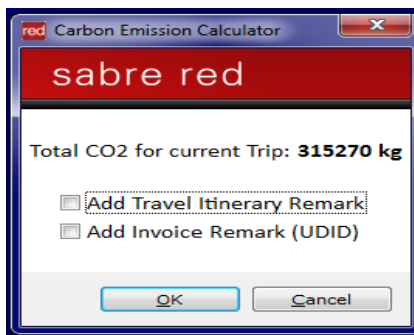 red Carbon Emission Calculator
sabre red
Total CO2 for current Trip: 315270 kg
Add Travel Itinerary Remark
Add Invoice Remark (UDID)
OK Cancel